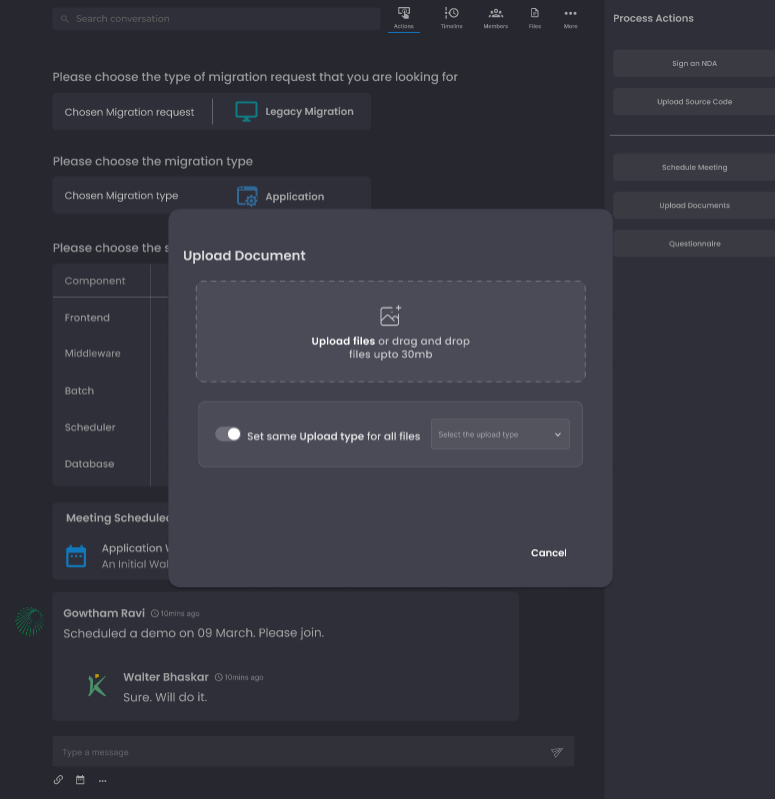 Search conversation
Actions
Timeline
Members
Files
More
Process Actions
Sign an NDA
Upload Source Code
Schedule Meeting
Upload Documents
Questionnaire
Please choose the type of migration request that you are looking for
Chosen Migration request
Legacy Migration
Please choose the migration type
Chosen Migration type
Application
Please choose the s
Component
Frontend
Middleware
Batch
Scheduler
Database
Upload Document
Upload files or drag and drop
files upto 30mb
Set same Upload type for all files
Select the upload type
Cancel
Meeting Scheduled
Application W
An Initial Wal
Gowtham Ravi 10mins ago
Scheduled a demo on 09 March. Please join.
Walter Bhaskar 10mins ago
Sure. Will do it.
Type a message